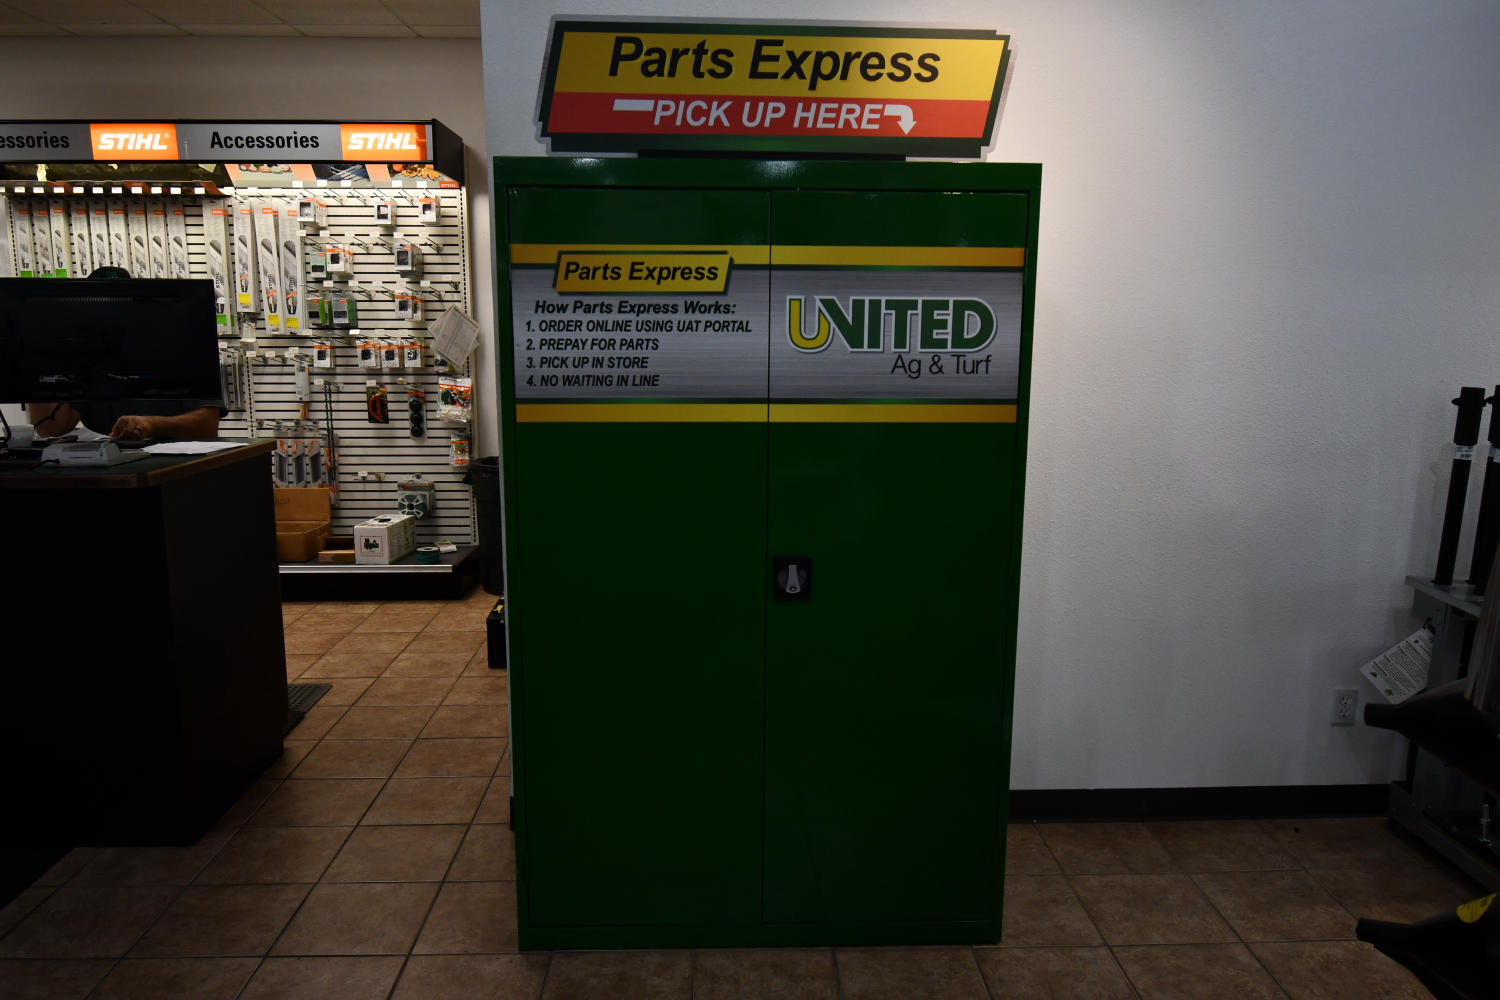 Parts Express
PICK UP HERE
essories STIHL Accessories STIHL
Parts Express
How Parts Express Works:
1. ORDER ONLINE USING UAT PORTAL
2. PREPAY FOR PARTS
3. PICK UP IN STORE
4. NO WAITING IN LINE
UNITED
Ag & Turf